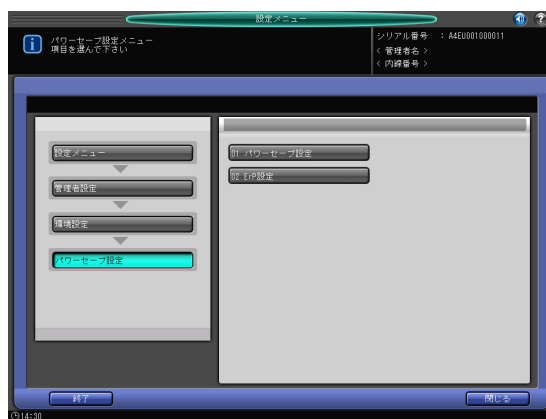 設定メニュー
パワーセーブ設定メニュー
項目を選んで下さい
シリアル番号 : A4EU001000011
< 管理者名 >
< 内線番号 >
設定メニュー
管理者設定
環境設定
パワーセーブ設定
01 パワーセーブ設定
02 ErP設定
終了
閉じる
14:30